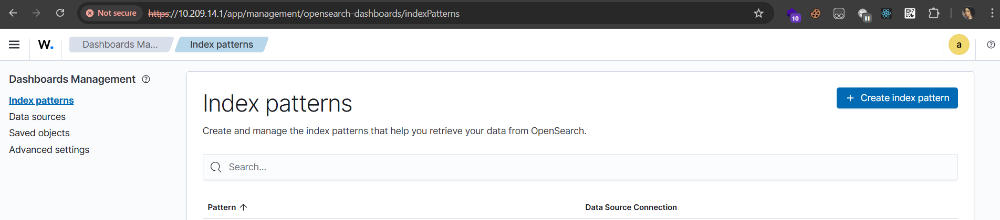 Not secure https://10.209.14.1/app/management/opensearch-dashboards/indexPatterns
10
W. Dashboards Ma... Index patterns a
Dashboards Management
Index patterns
Data sources
Saved objects
Advanced settings
Index patterns
+ Create index pattern
Create and manage the index patterns that help you retrieve your data from OpenSearch.
Search...
Pattern Data Source Connection